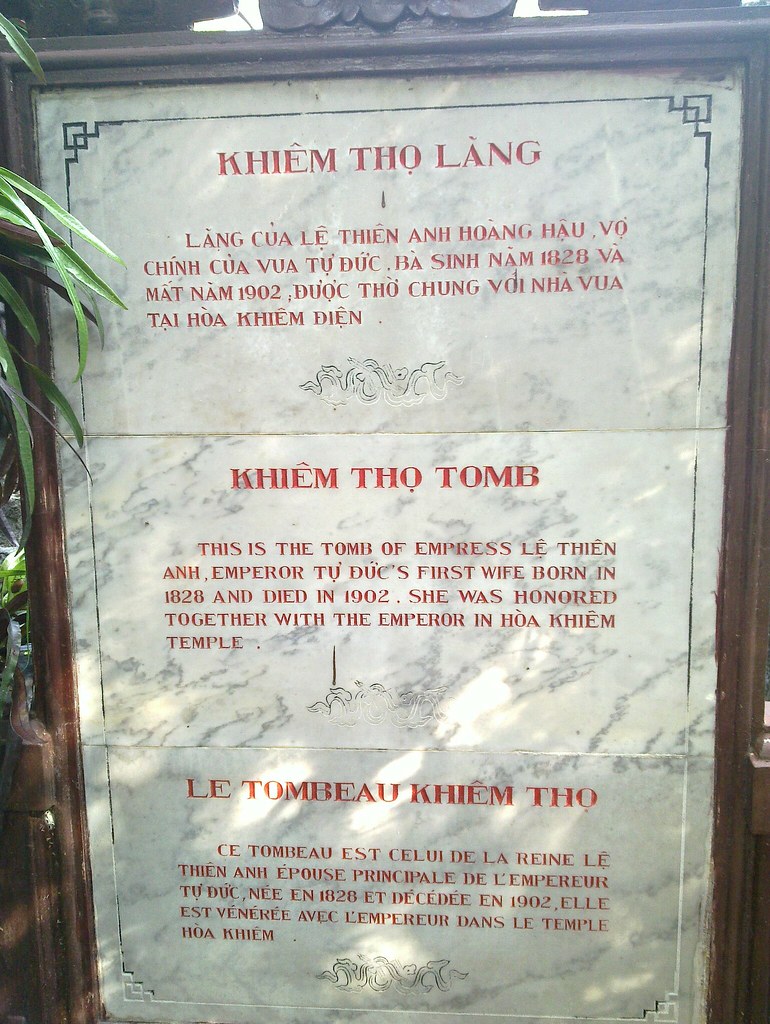 KHIÊM THỌ LĂNG
LĂNG CỦA LỆ THIÊN ANH HOÀNG HẬU, VỢ
CHÍNH CỦA VUA TỰ ĐỨC. BÀ SINH NĂM 1828 VÀ
MẤT NĂM 1902, ĐƯỢC THỜ CHUNG VỚI NHÀ VUA
TẠI HÒA KHIÊM ĐIỆN.
KHIÊM THỌ TOMB
THIS IS THE TOMB OF EMPRESS LỆ THIÊN
ANH, EMPEROR TỰ ĐỨC'S FIRST WIFE BORN IN
1828 AND DIED IN 1902. SHE WAS HONORED
TOGETHER WITH THE EMPEROR IN HÒA KHIÊM
TEMPLE.
LE TOMBEAU KHIÊM THỌ
CE TOMBEAU EST CELUI DE LA REINE LỆ
THIÊN ANH ÉPOUSE PRINCIPALE DE L'EMPEREUR
TỰ ĐỨC, NÉE EN 1828 ET DÉCÉDÉE EN 1902, ELLE
EST VÉNÉRÉE AVEC L'EMPEREUR DANS LE TEMPLE
HÒA KHIÊM.